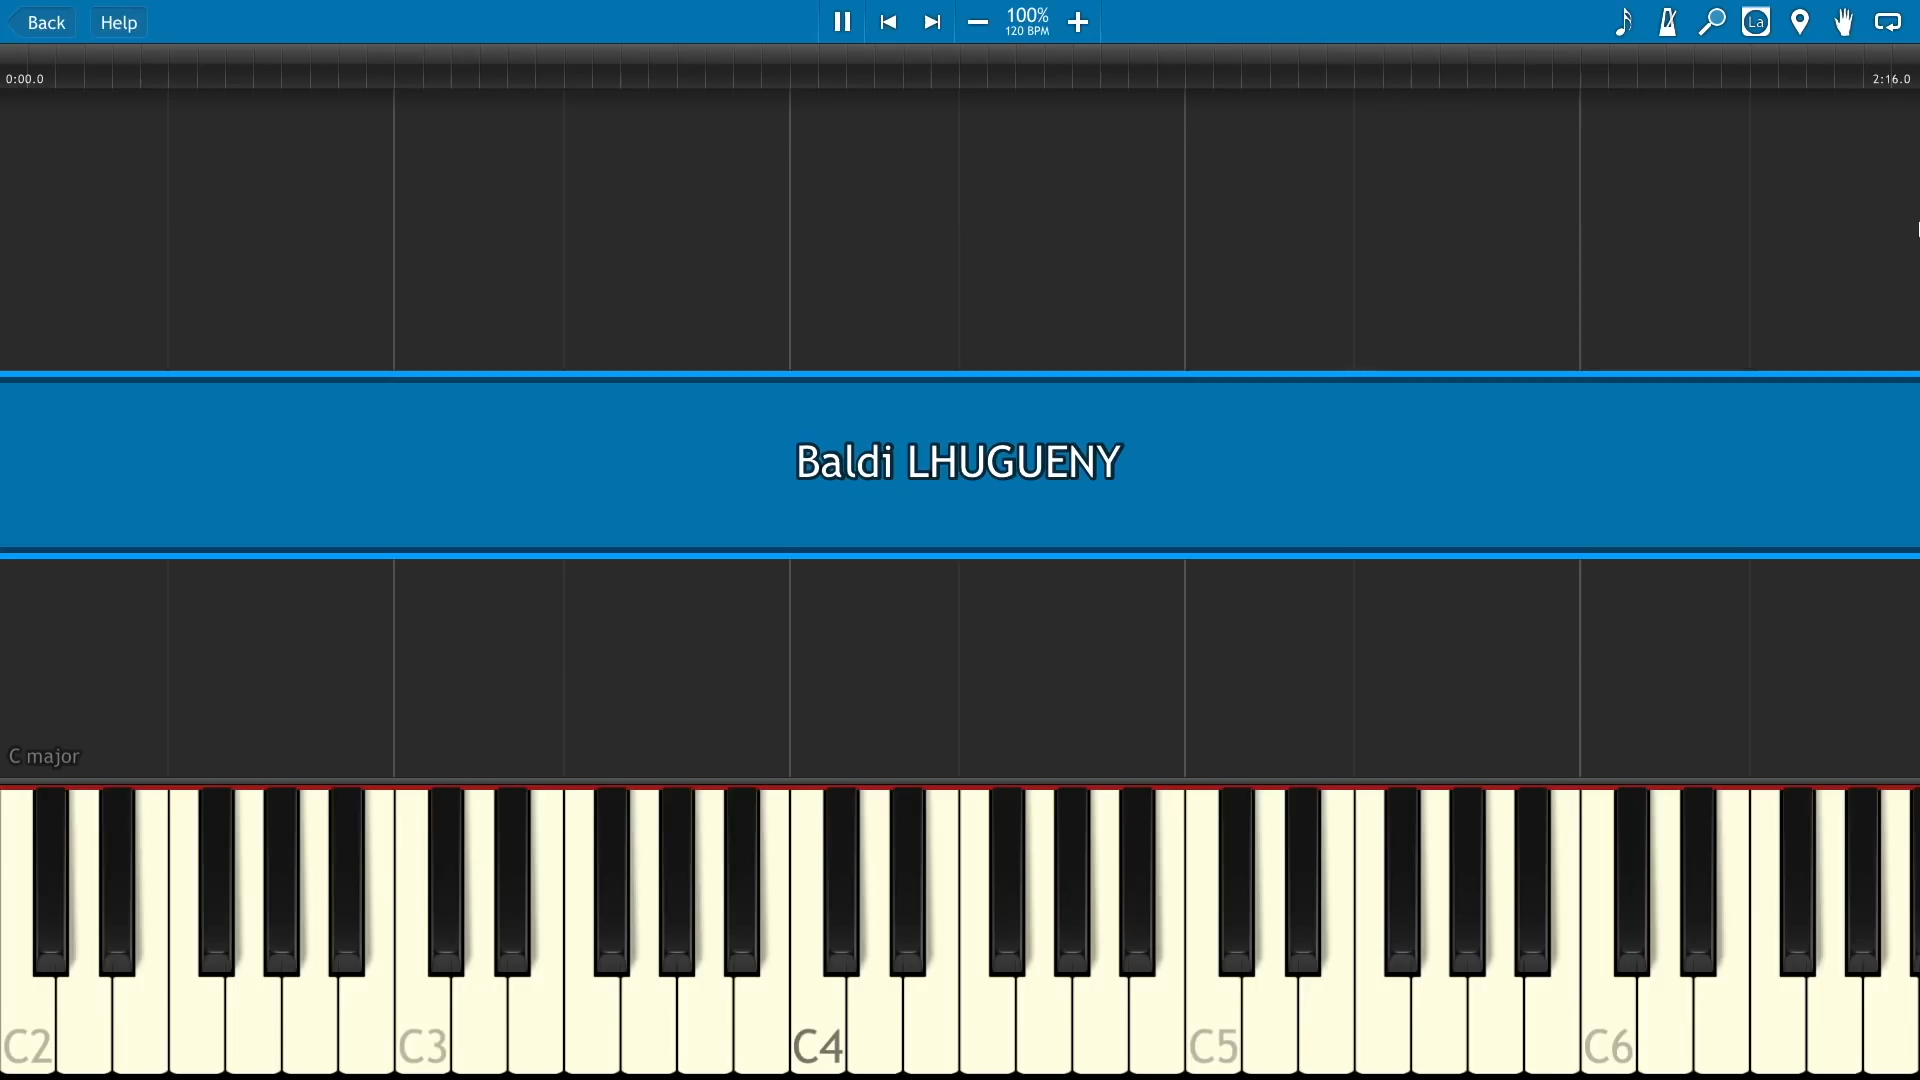 Back
Help
100%
120 BPM
La
0:00.0
2:16.0
Baldi LHUGUENY
C major
C2
C3
C4
C5
C6